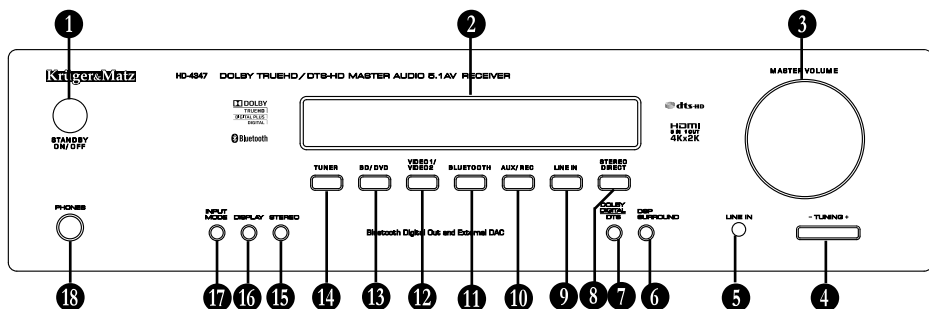 1
2
3
Krüger&Matz
HD-4347 DOLBY TRUEHD/DTS-HD MASTER AUDIO 5.1AV RECEIVER
MASTER VOLUME
DOLBY
TRUEHD
DIGITAL PLUS
DIGITAL
Bluetooth
dts-HD
HDMI
5 IN 1OUT
4Kx2K
STANDBY
ON/OFF
TUNER
BD/DVD
VIDEO1/
VIDEO2
BLUETOOTH
AUX/REC
LINE IN
STEREO
DIRECT
PHONES
INPUT
MODE
DISPLAY
STEREO
Bluetooth Digital Out and External DAC
DOLBY
DIGITAL
DTS
DSP
SURROUND
LINE IN
- TUNING +
18
17
16
15
14
13
12
11
10
9
8
7
6
5
4